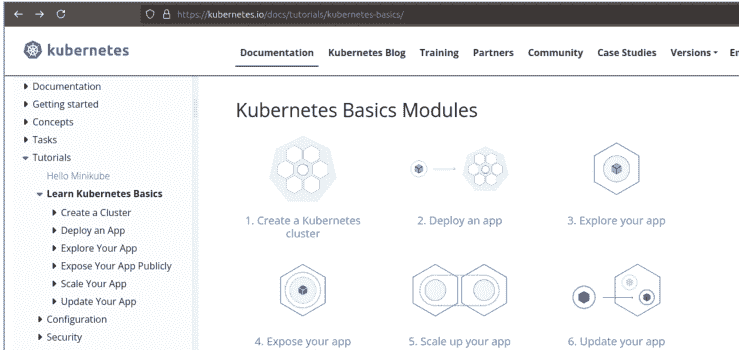 https://kubernetes.io/docs/tutorials/kubernetes-basics/
kubernetes
Documentation Kubernetes Blog Training Partners Community Case Studies Versions
Documentation
Getting started
Concepts
Tasks
Tutorials
Hello Minikube
Learn Kubernetes Basics
Create a Cluster
Deploy an App
Explore Your App
Expose Your App Publicly
Scale Your App
Update Your App
Configuration
Security
Kubernetes Basics Modules
1. Create a Kubernetes
cluster
2. Deploy an app
3. Explore your app
4. Expose your app
5. Scale up your app
6. Update your app